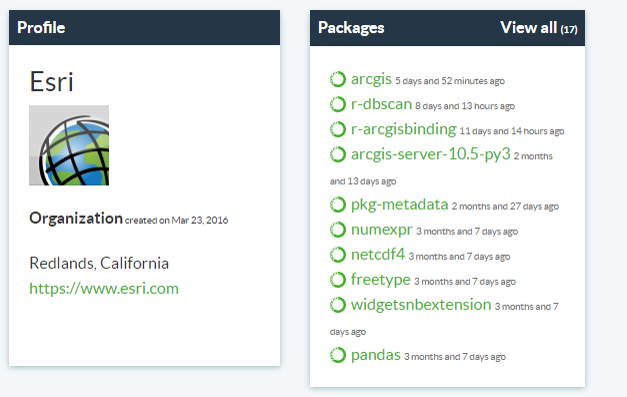 Profile
Esri
Organization created on Mar 23, 2016
Redlands, California
https://www.esri.com
Packages View all (17)
arcgis 5 days and 52 minutes ago
r-dbscan 8 days and 13 hours ago
r-arcgisbinding 11 days and 14 hours ago
arcgis-server-10.5-py3 2 months
and 13 days ago
pkg-metadata 2 months and 27 days ago
numexpr 3 months and 7 days ago
netcdf4 3 months and 7 days ago
freetype 3 months and 7 days ago
widgetsnbextension 3 months and 7
days ago
pandas 3 months and 7 days ago